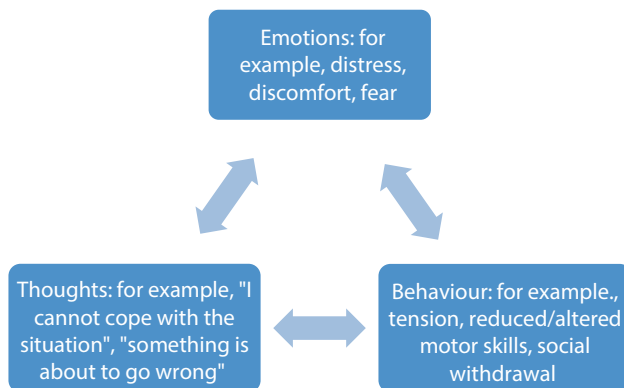 Emotions: for
example, distress,
discomfort, fear
Thoughts: for example, "I
cannot cope with the
situation", "something is
about to go wrong"
Behaviour: for example.,
tension, reduced/altered
motor skills, social
withdrawal